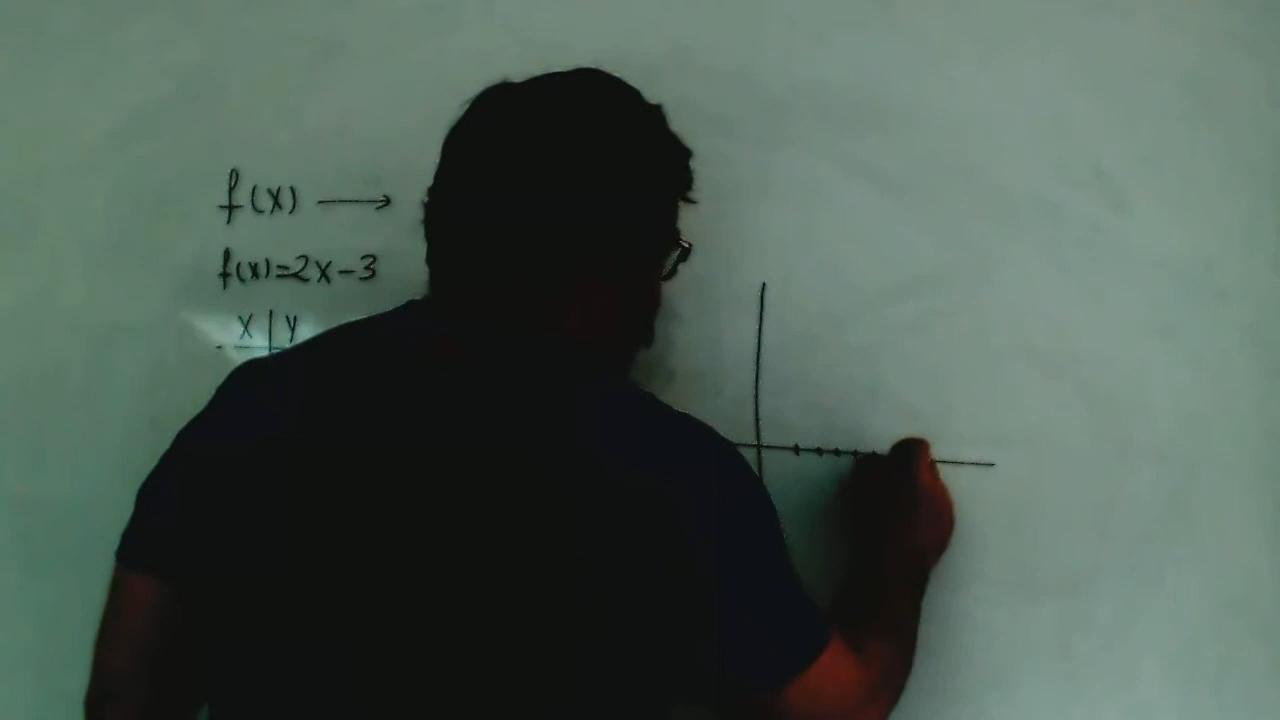 f(x) →
f(x)=2x-3
x | y